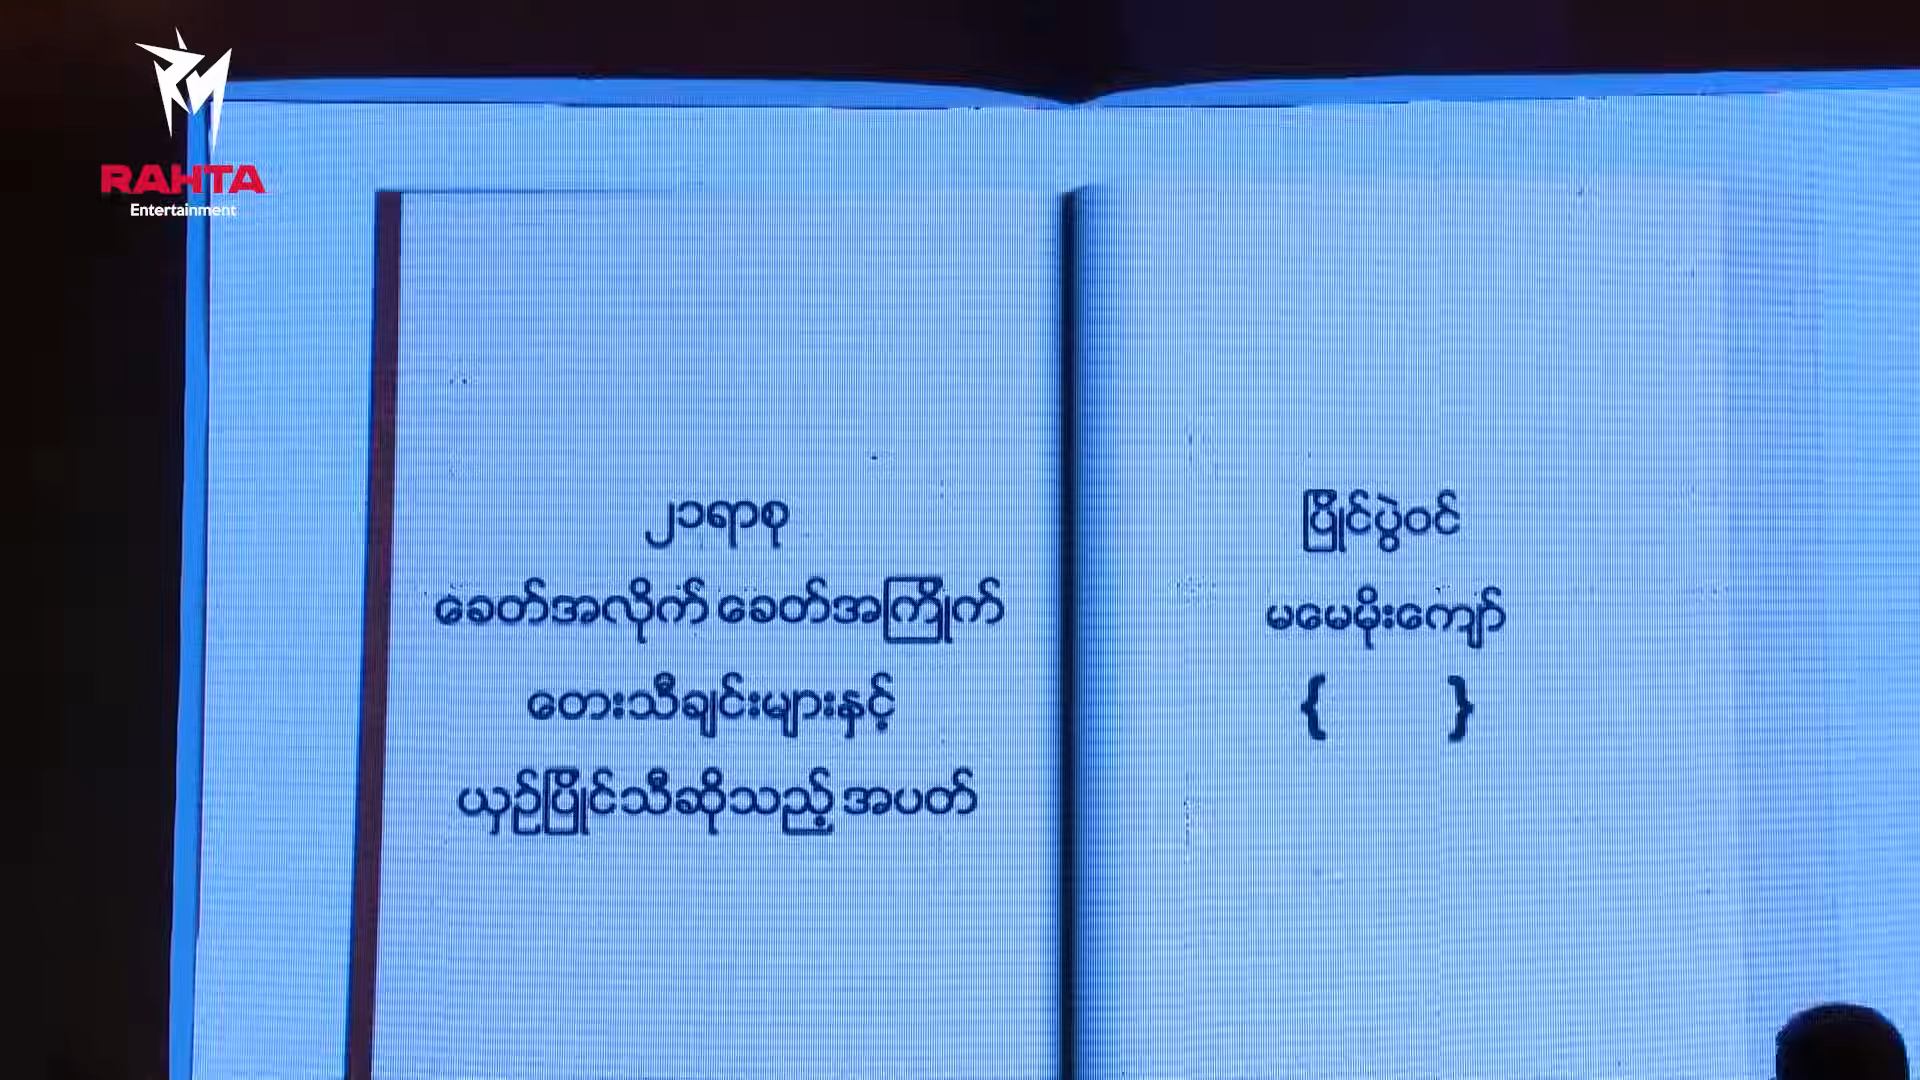 RAHTA
Entertainment
၂၁ရာစု
ခေတ်အလိုက် ခေတ်အကြိုက်
တေးသီချင်းများနှင့်
ယှဉ်ပြိုင်သီဆိုသည့် အပတ်
ပြိုင်ပွဲဝင်
မမေမိုးကျော်
{ }